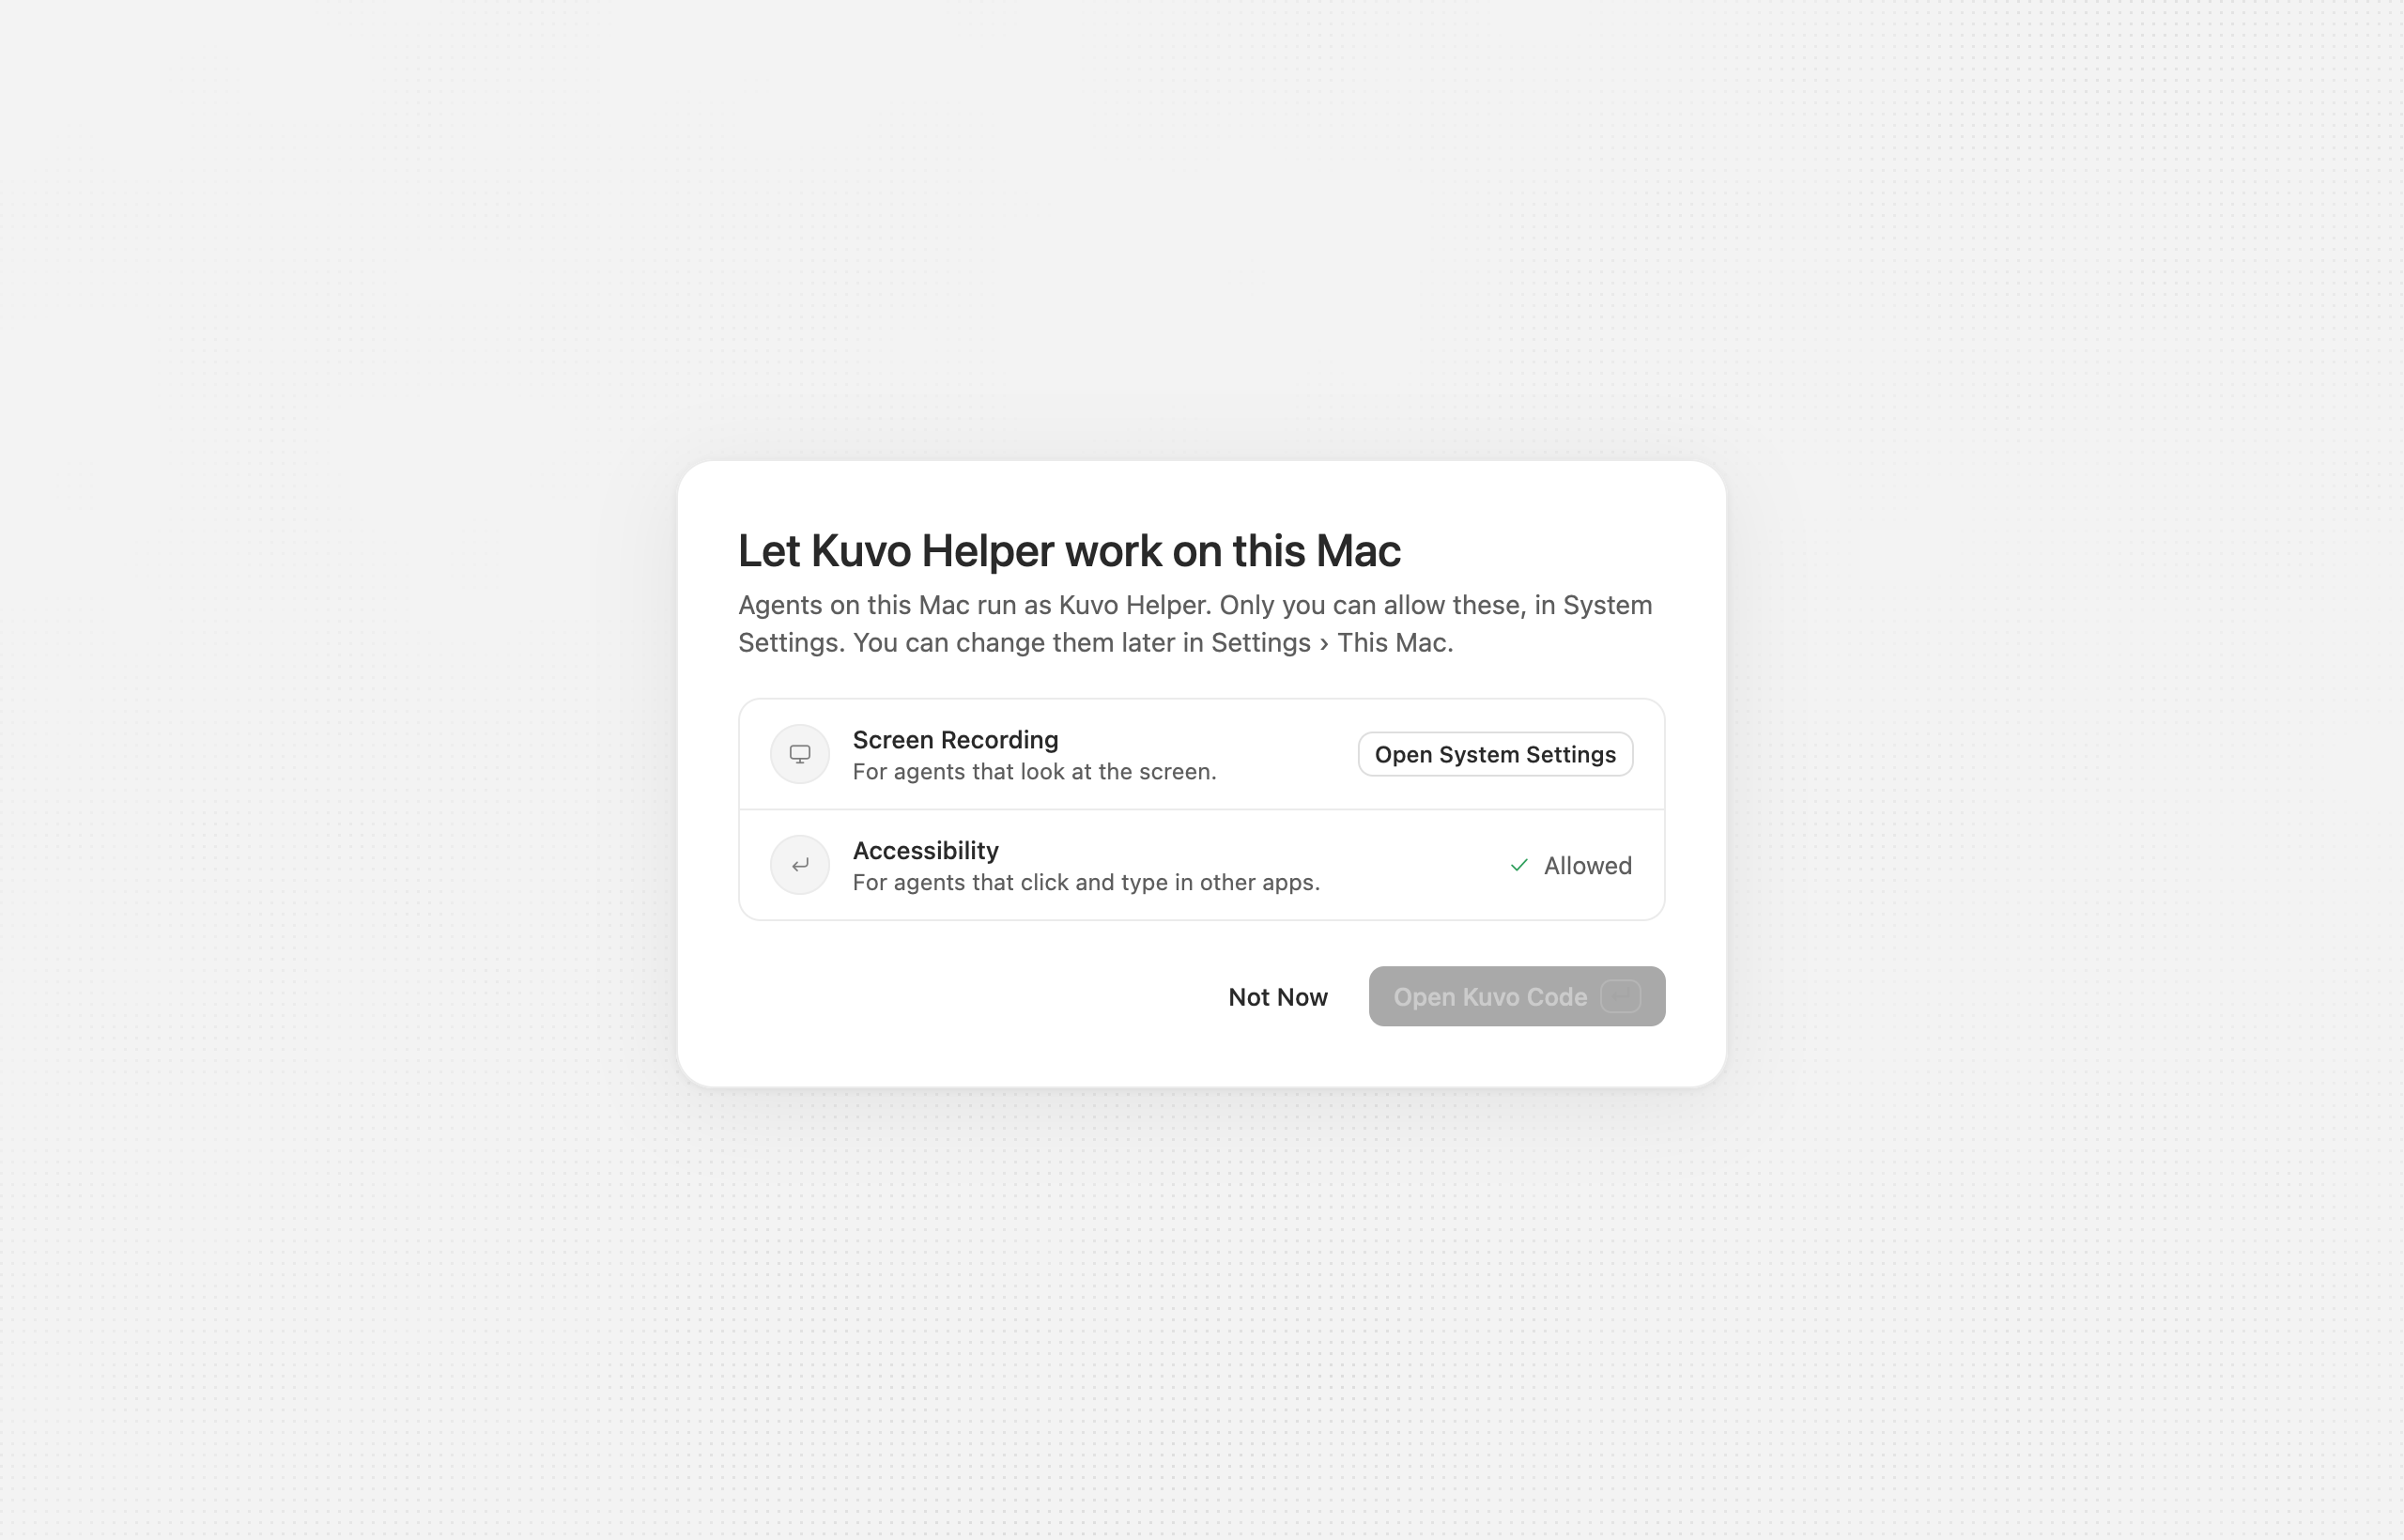 Let Kuvo Helper work on this Mac
Agents on this Mac run as Kuvo Helper. Only you can allow these, in System
Settings. You can change them later in Settings › This Mac.
Screen Recording
For agents that look at the screen.
Open System Settings
Accessibility
For agents that click and type in other apps.
Allowed
Not Now
Open Kuvo Code